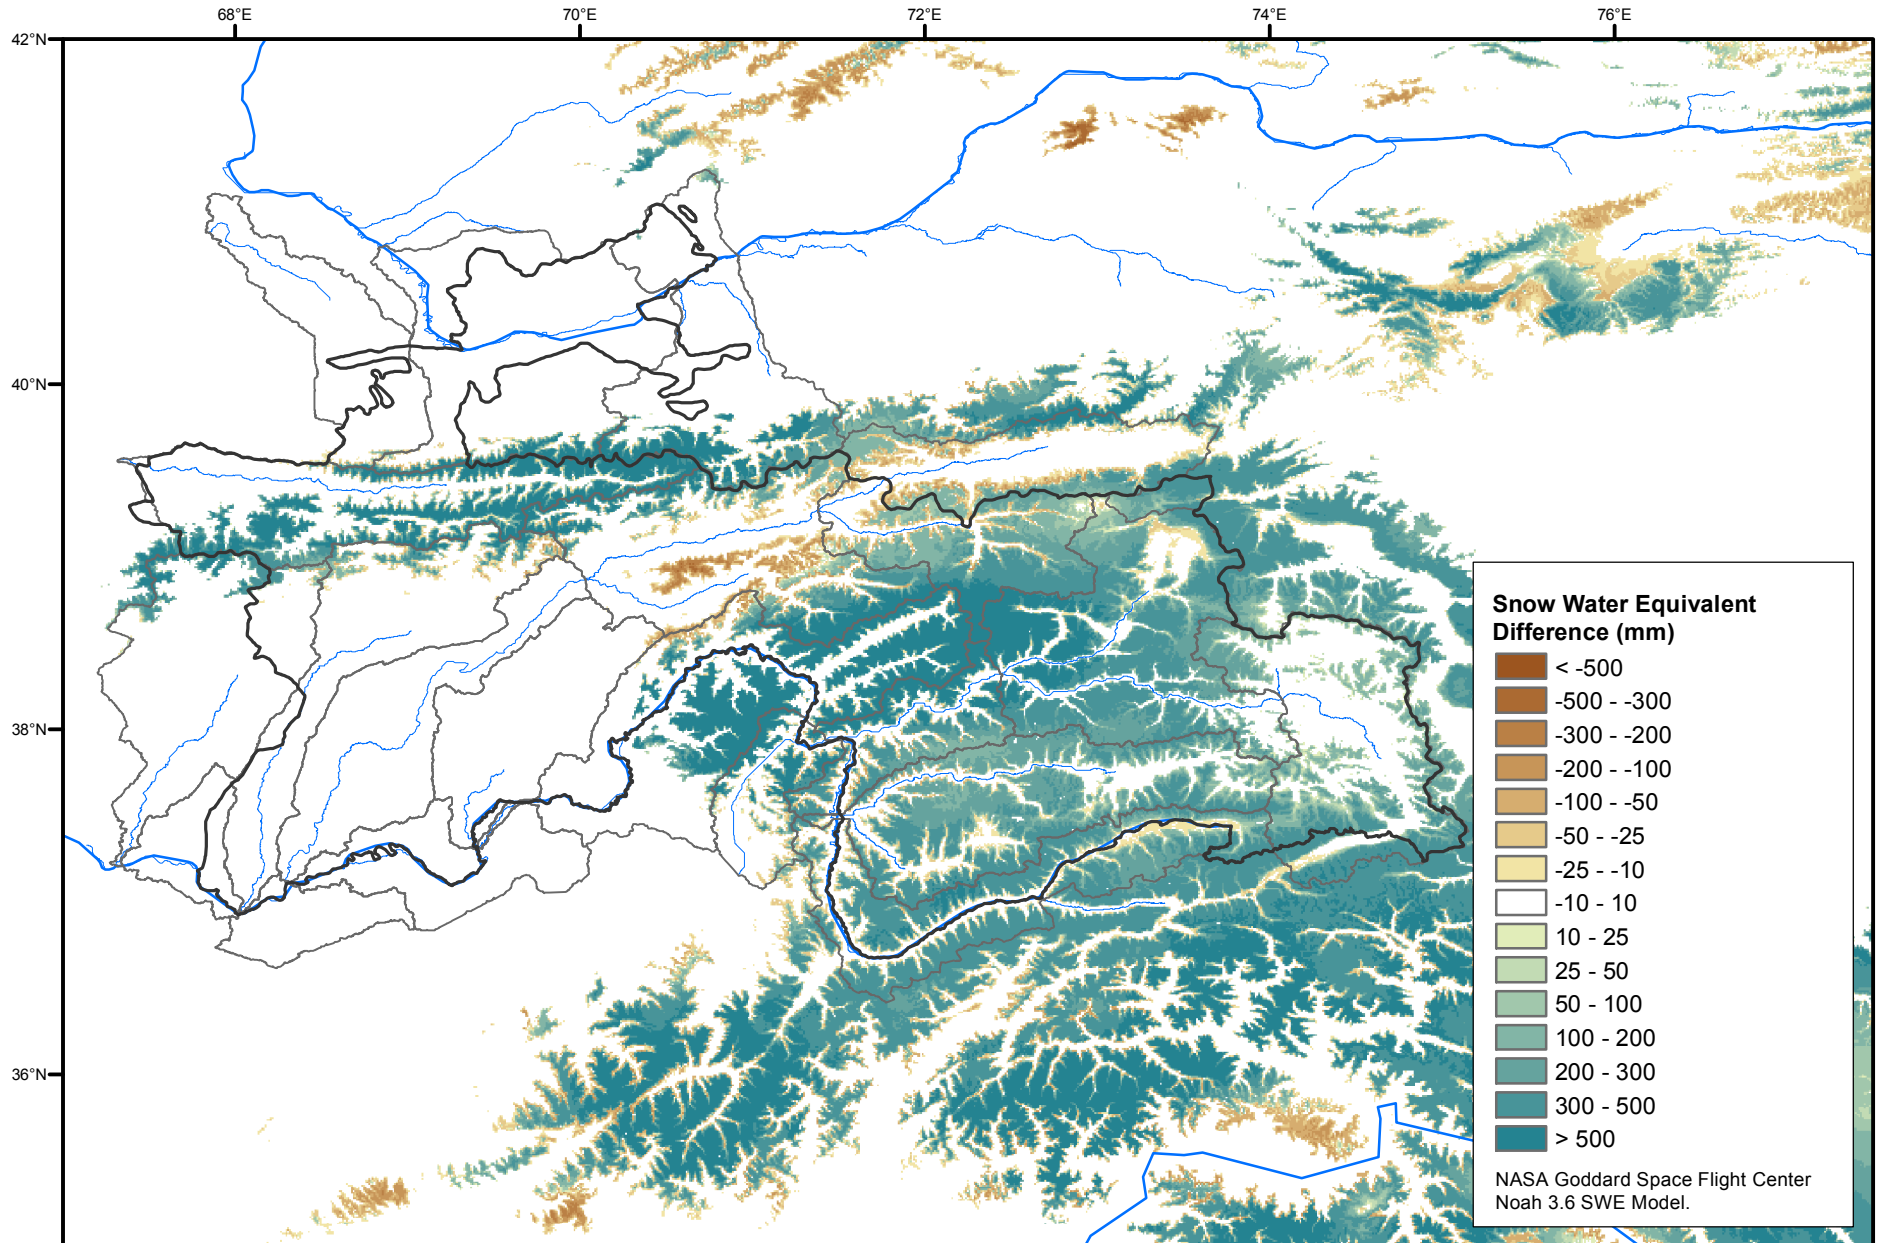 68°E
70°E
72°E
74°E
76°E
42°N
40°N
38°N
36°N
Snow Water Equivalent
Difference (mm)
< -500
-500 - -300
-300 - -200
-200 - -100
-100 - -50
-50 - -25
-25 - -10
-10 - 10
10 - 25
25 - 50
50 - 100
100 - 200
200 - 300
300 - 500
> 500
NASA Goddard Space Flight Center
Noah 3.6 SWE Model.